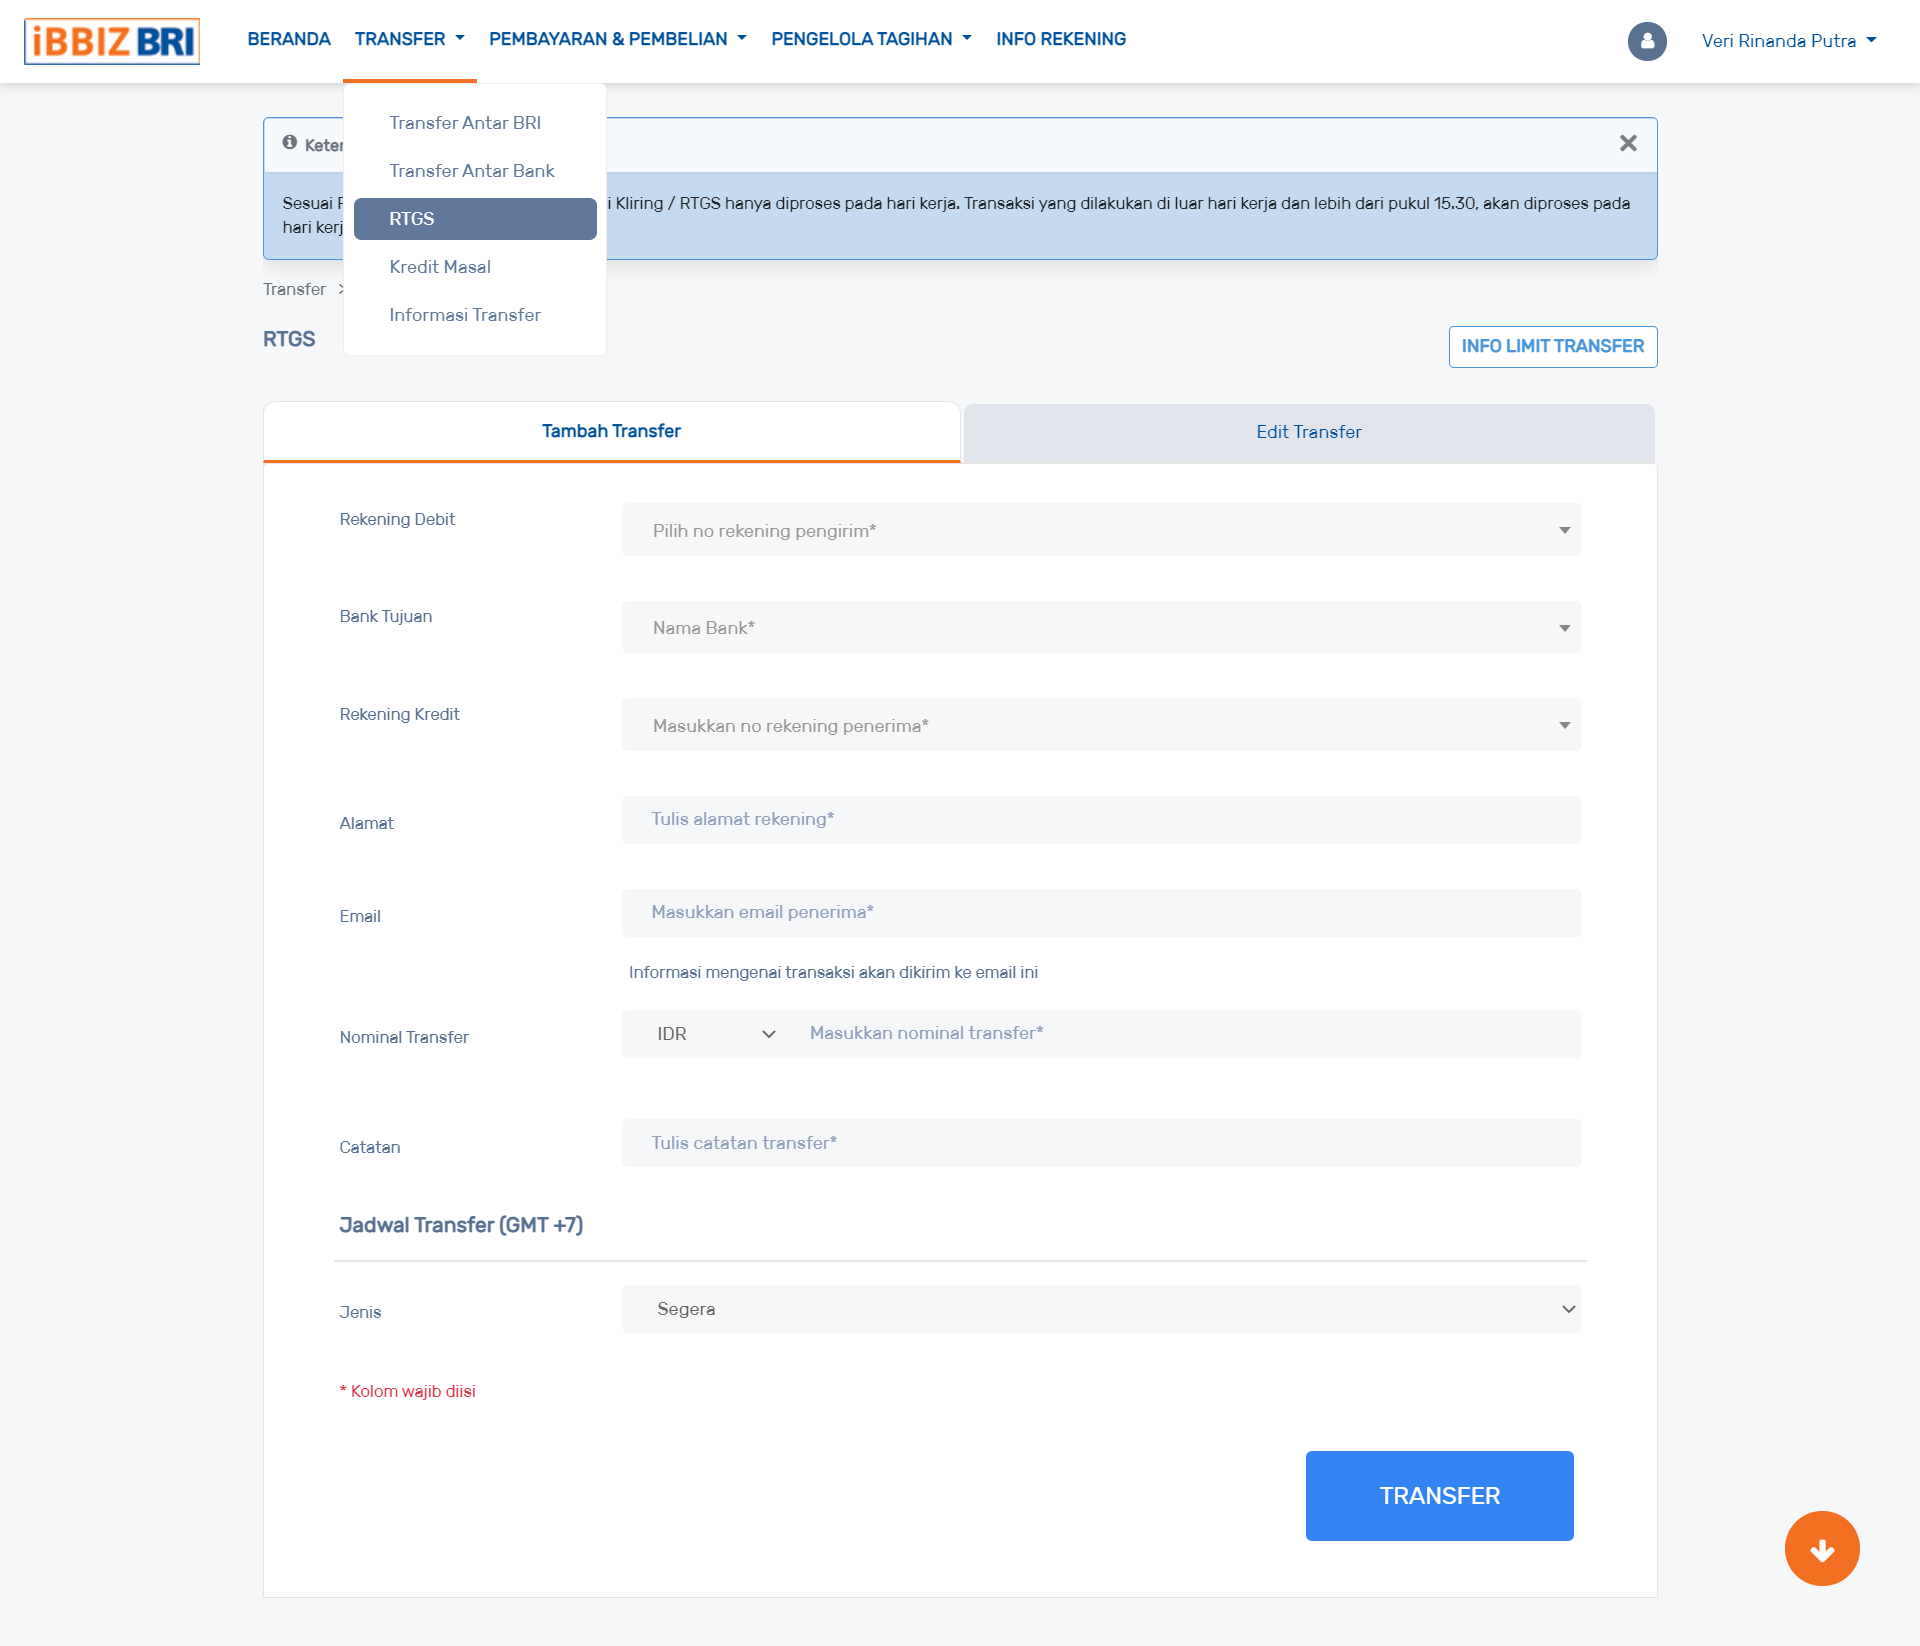 iBBIZ BRI
BERANDA
TRANSFER
PEMBAYARAN & PEMBELIAN
PENGELOLA TAGIHAN
INFO REKENING
Veri Rinanda Putra
Transfer Antar BRI
Transfer Antar Bank
RTGS
Kredit Masal
Informasi Transfer
Sesuai
i Kliring / RTGS hanya diproses pada hari kerja. Transaksi yang dilakukan di luar hari kerja dan lebih dari pukul 15.30, akan diproses pada
hari
Transfer >
RTGS
INFO LIMIT TRANSFER
Tambah Transfer
Edit Transfer
Rekening Debit
Pilih no rekening pengirim*
Bank Tujuan
Nama Bank*
Rekening Kredit
Masukkan no rekening penerima*
Alamat
Tulis alamat rekening*
Email
Masukkan email penerima*
Informasi mengenai transaksi akan dikirim ke email ini
Nominal Transfer
IDR
Masukkan nominal transfer*
Catatan
Tulis catatan transfer*
Jadwal Transfer (GMT +7)
Jenis
Segera
* Kolom wajib diisi
TRANSFER